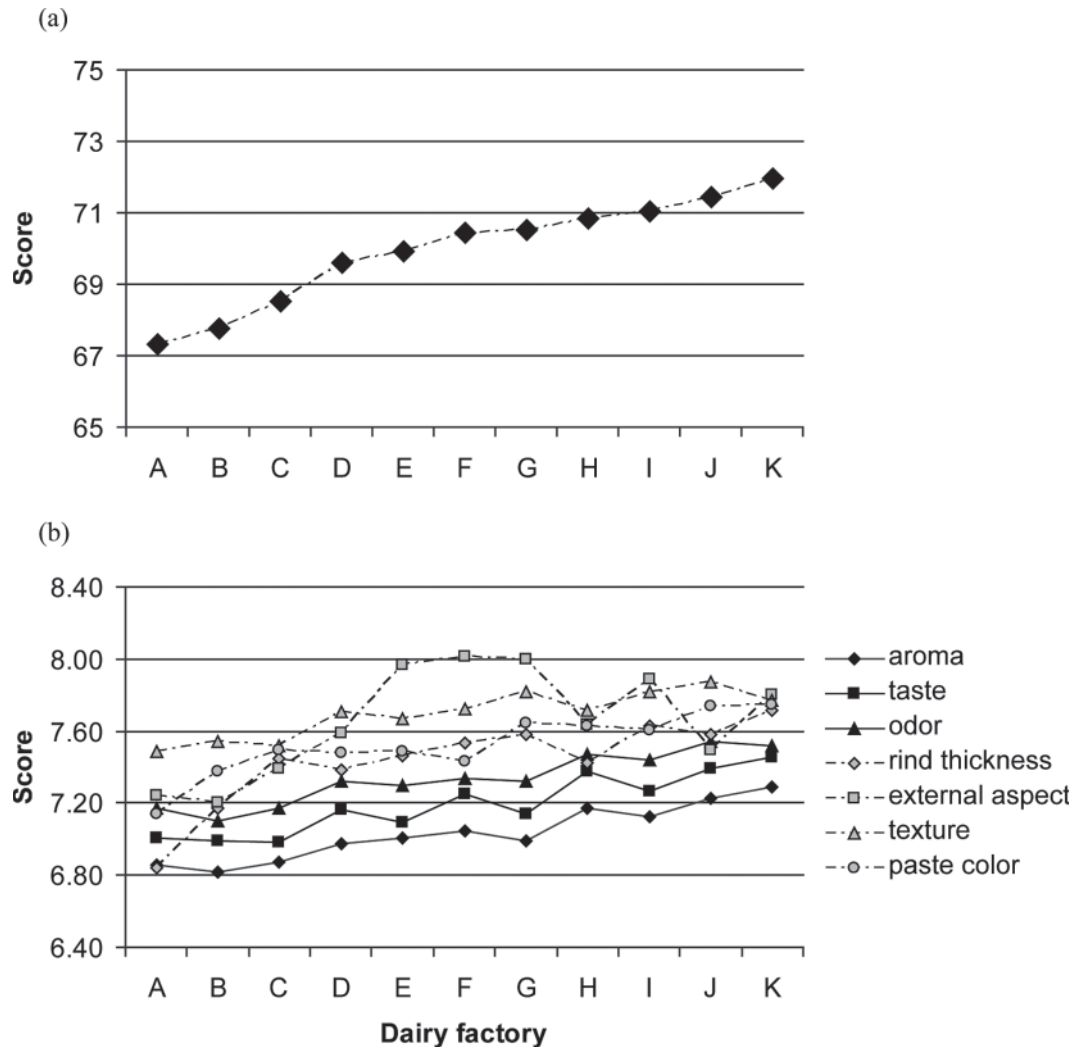 (a)
75
73
71
69
67
65
Score
A B C D E F G H I J K
(b)
8.40
8.00
7.60
7.20
6.80
6.40
Score
aroma
taste
odor
rind thickness
external aspect
texture
paste color
A B C D E F G H I J K
Dairy factory